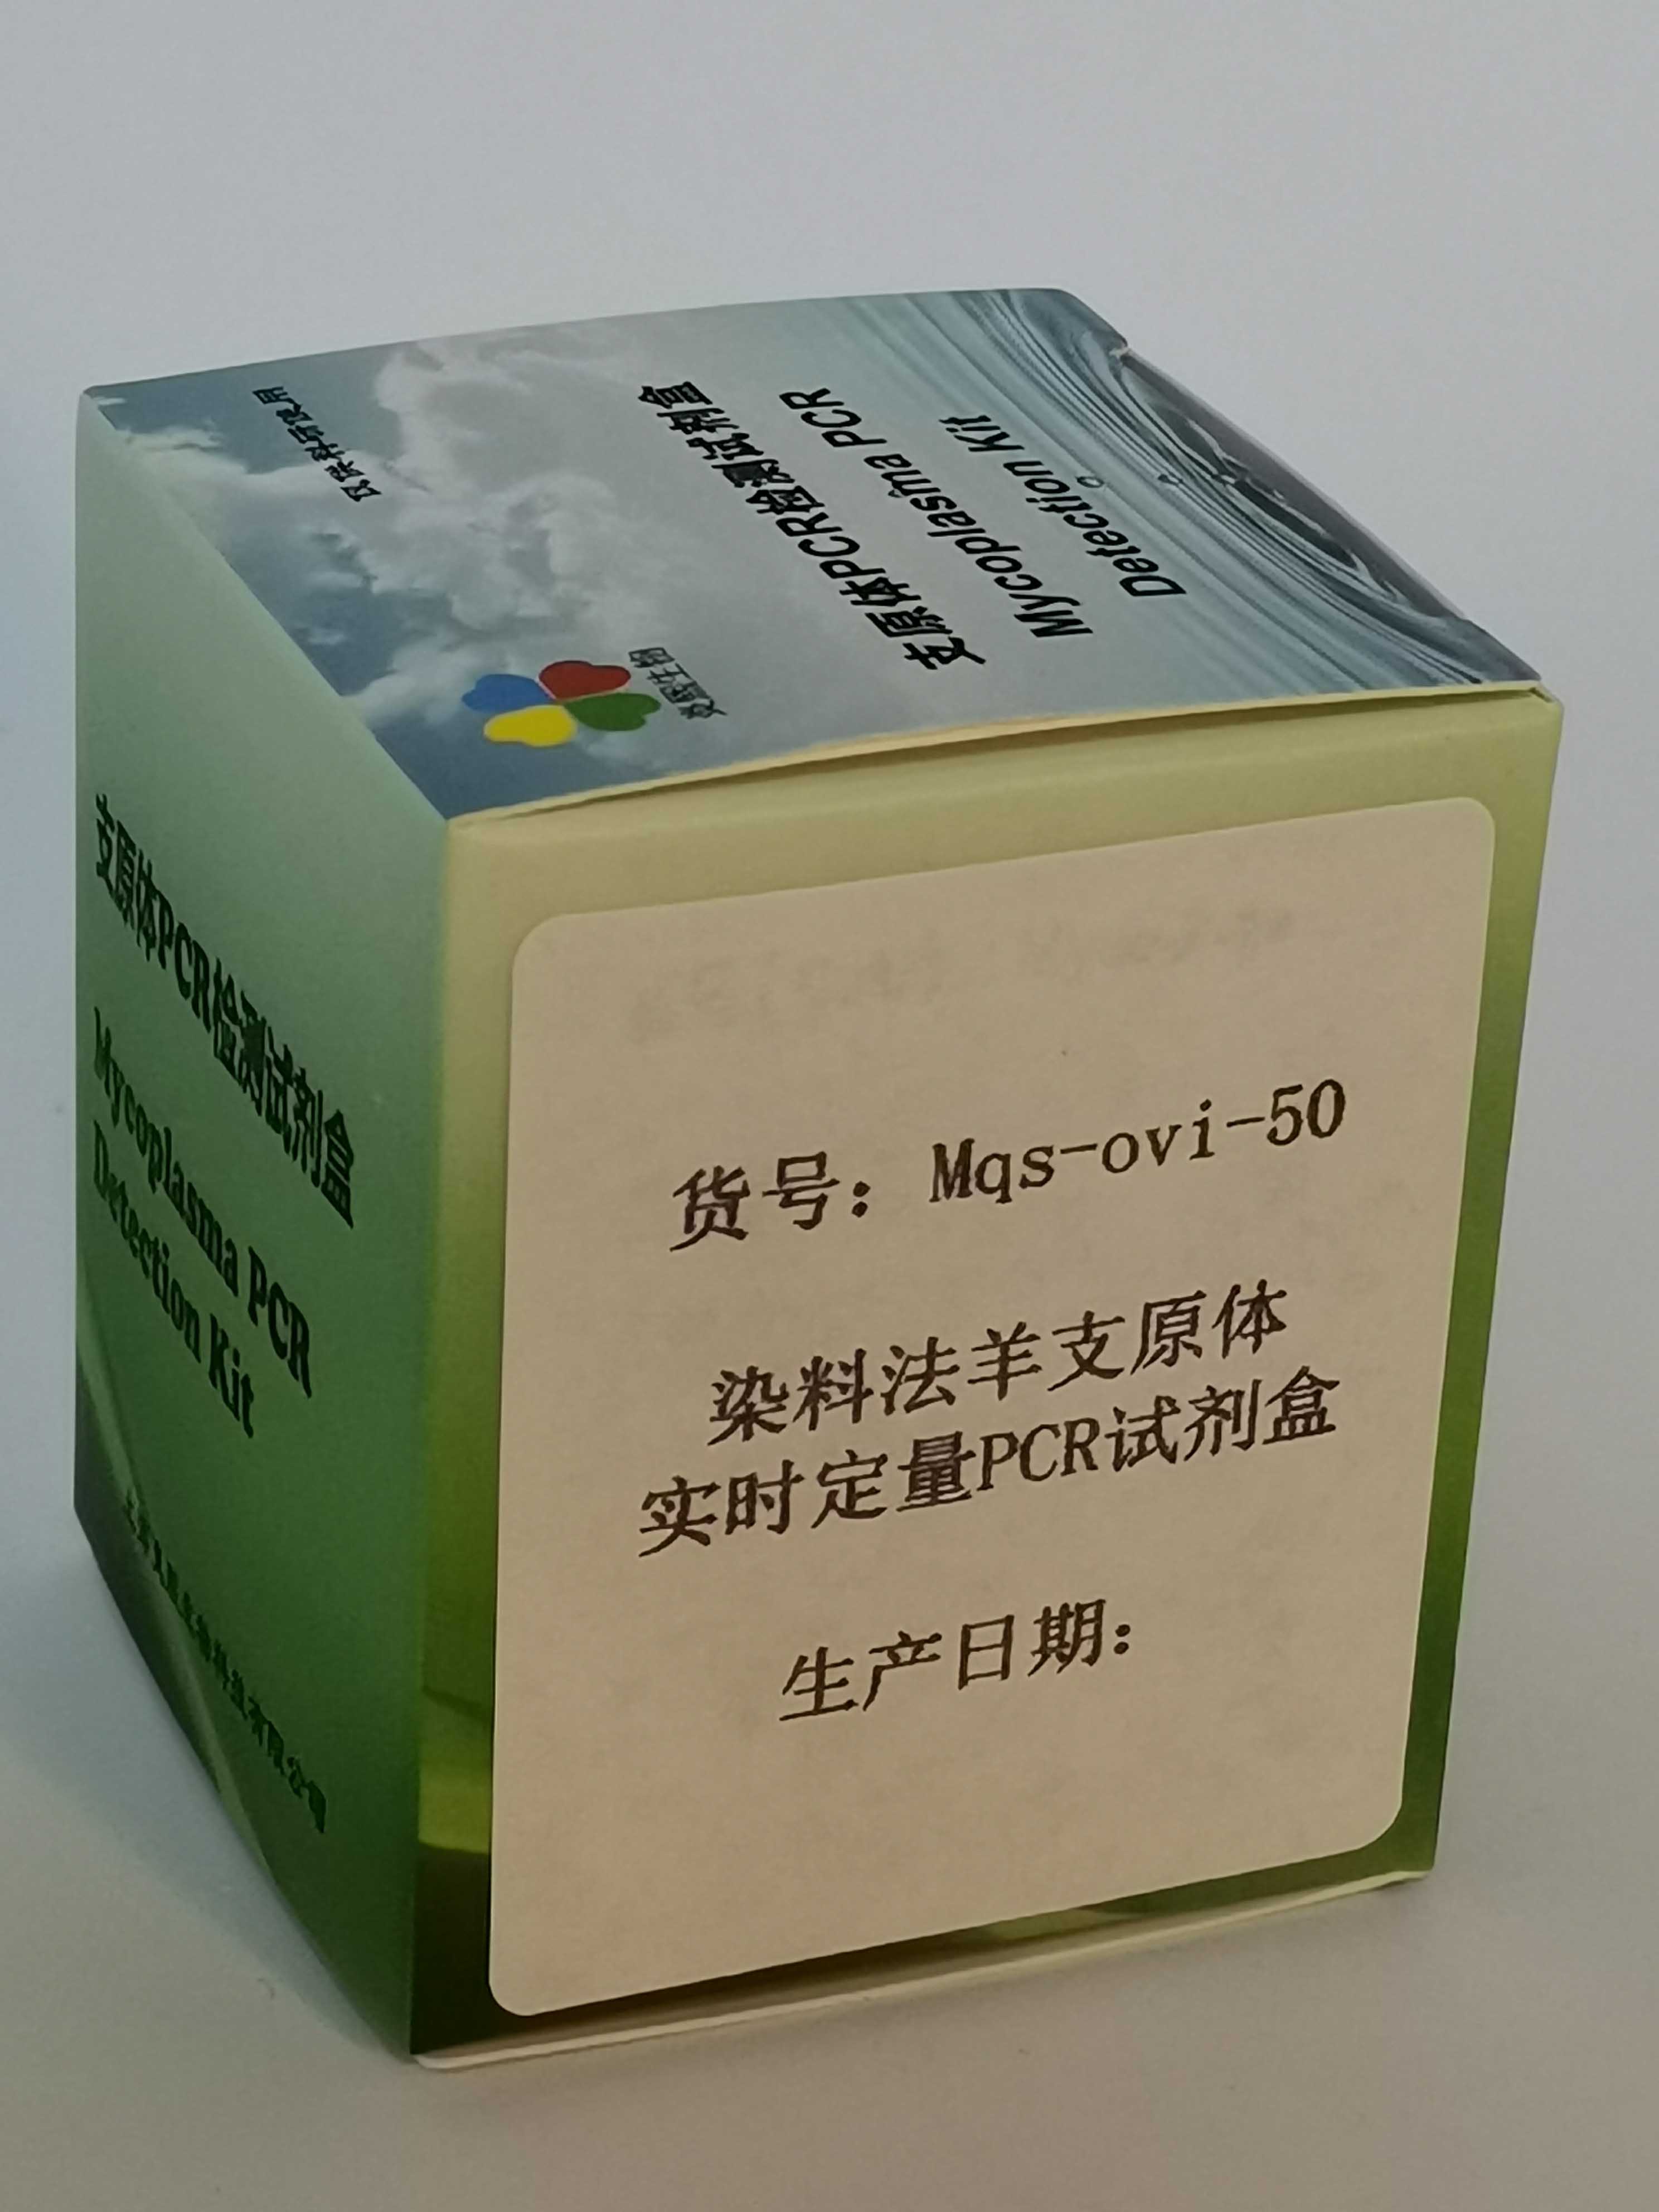 仅供科研使用
支原体PCR检测试剂盒
Mycoplasma PCR
Detection Kit
支原体PCR检测试剂盒
Mycoplasma PCR
Detection Kit
货号：Mqs-ovi-50
染料法羊支原体
实时定量PCR试剂盒
生产日期：